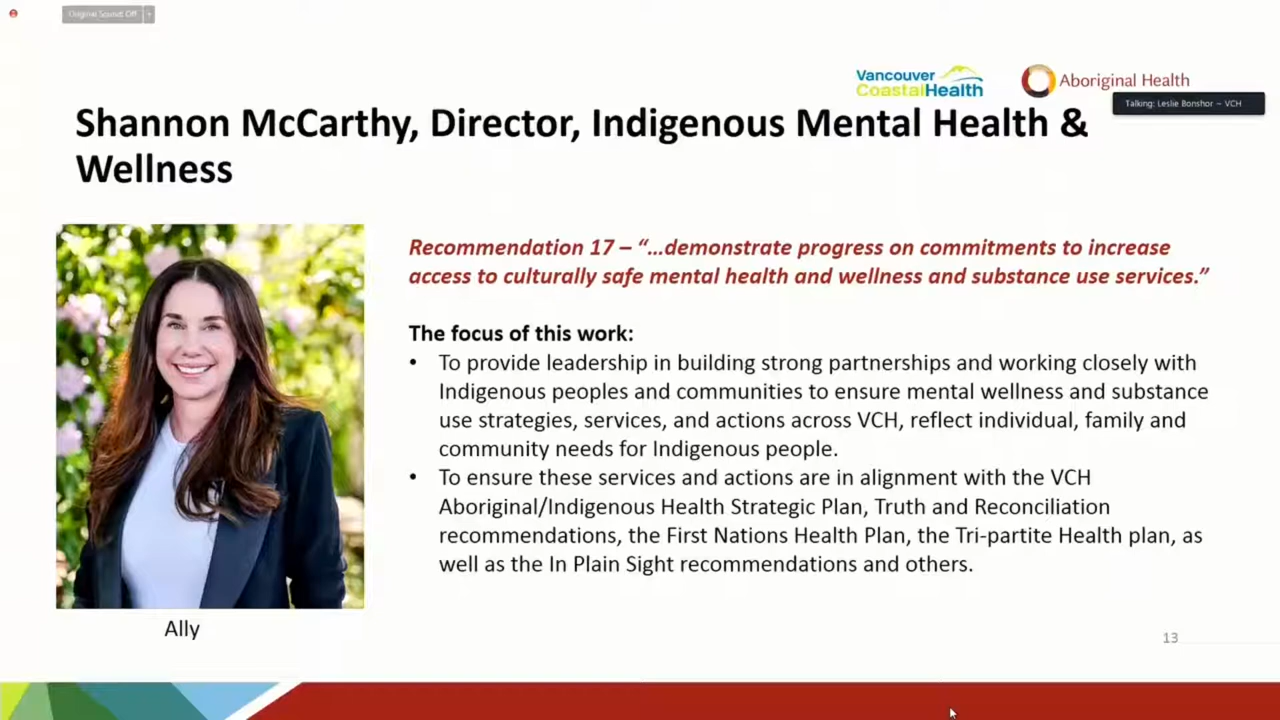 Original Sound: Off
Vancouver
CoastalHealth
Aboriginal Health
Talking: Leslie Bonshor – VCH
Shannon McCarthy, Director, Indigenous Mental Health &
Wellness
Recommendation 17 – “…demonstrate progress on commitments to increase
access to culturally safe mental health and wellness and substance use services.”
The focus of this work:
• To provide leadership in building strong partnerships and working closely with
Indigenous peoples and communities to ensure mental wellness and substance
use strategies, services, and actions across VCH, reflect individual, family and
community needs for Indigenous people.
• To ensure these services and actions are in alignment with the VCH
Aboriginal/Indigenous Health Strategic Plan, Truth and Reconciliation
recommendations, the First Nations Health Plan, the Tri-partite Health plan, as
well as the In Plain Sight recommendations and others.
Ally
13